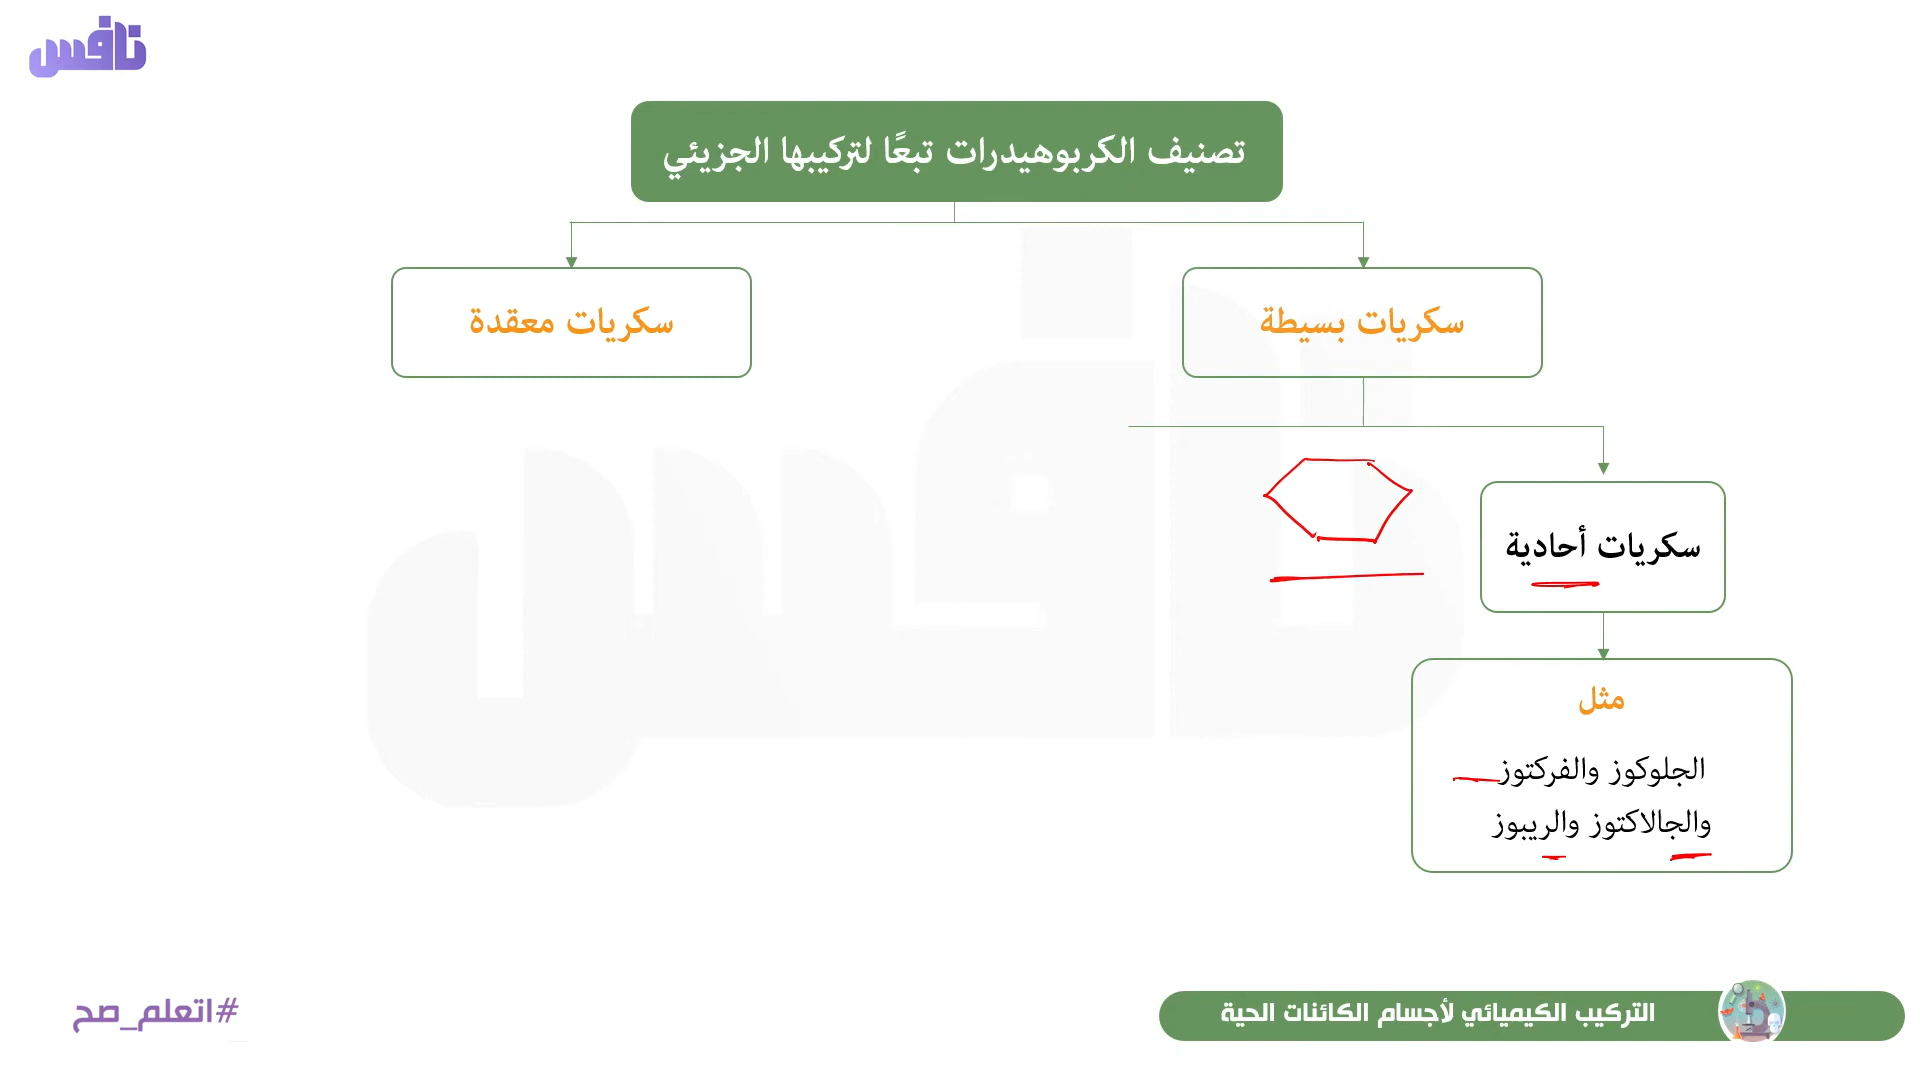 نافس
تصنيف الكربوهيدرات تبعًا لتركيبها الجزيئي
سكريات بسيطة
سكريات معقدة
سكريات أحادية
مثل
الجلوكوز والفركتوز
والجالاكتوز والريبوز
التركيب الكيميائي لأجسام الكائنات الحية
#اتعلم_صح